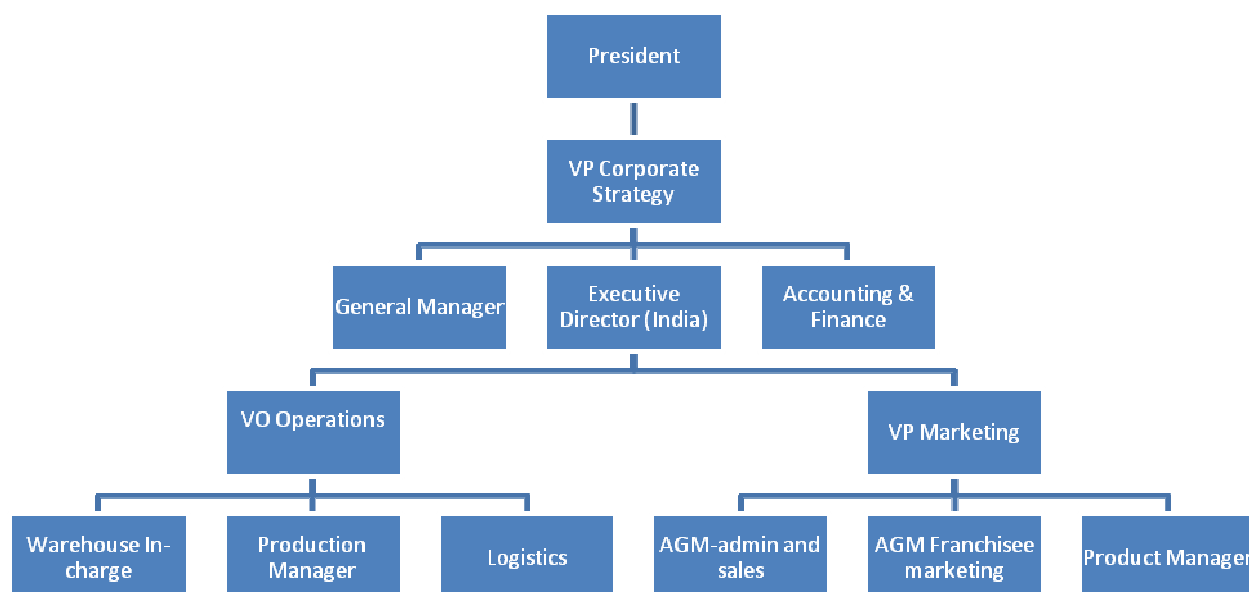 President
VP Corporate
Strategy
General Manager
Executive
Director (India)
Accounting &
Finance
VO Operations
VP Marketing
Warehouse In-
charge
Production
Manager
Logistics
AGM-admin and
sales
AGM Franchisee
marketing
Product Manager